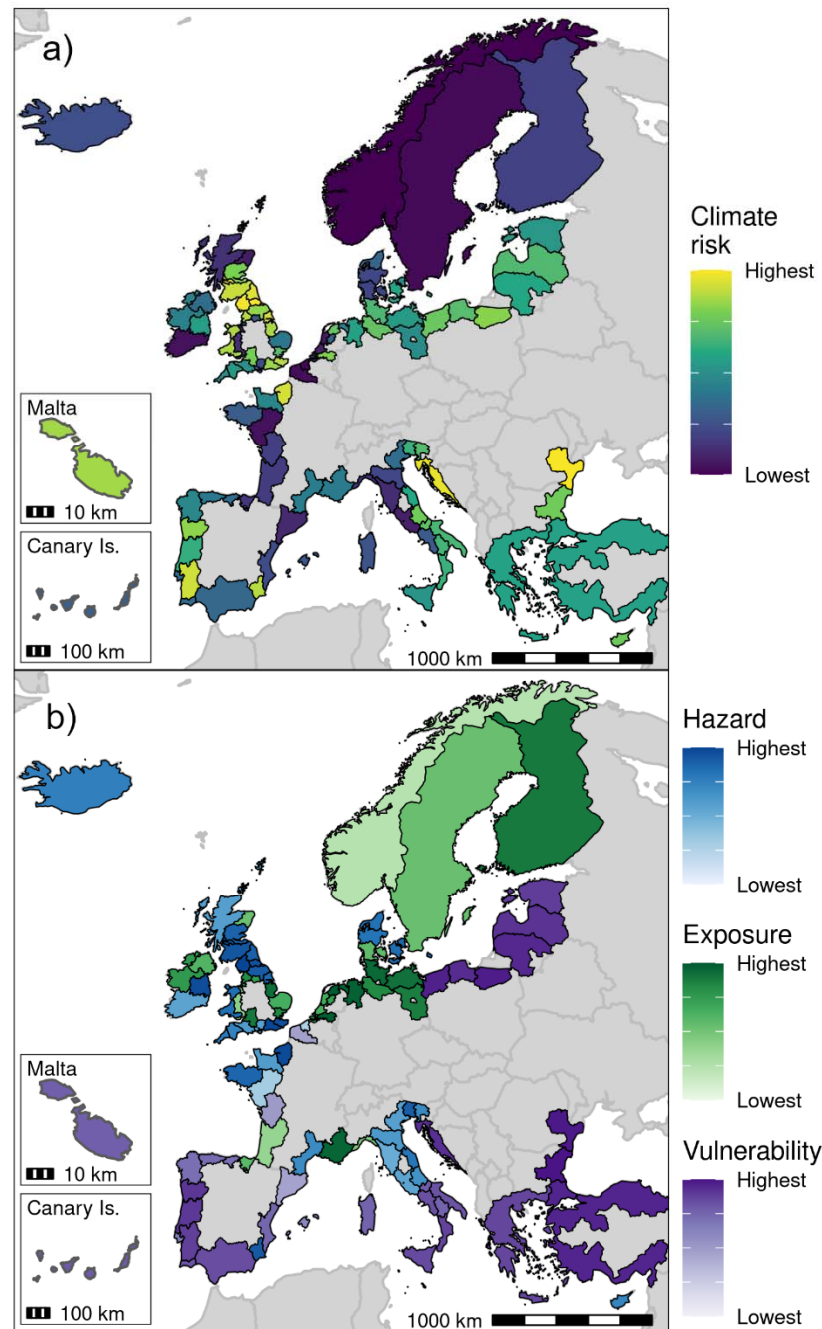 a)
Climate
risk
Highest
Lowest
Malta
10 km
Canary Is.
100 km
1000 km
b)
Hazard
Highest
Lowest
Exposure
Highest
Lowest
Vulnerability
Highest
Lowest
Malta
10 km
Canary Is.
100 km
1000 km